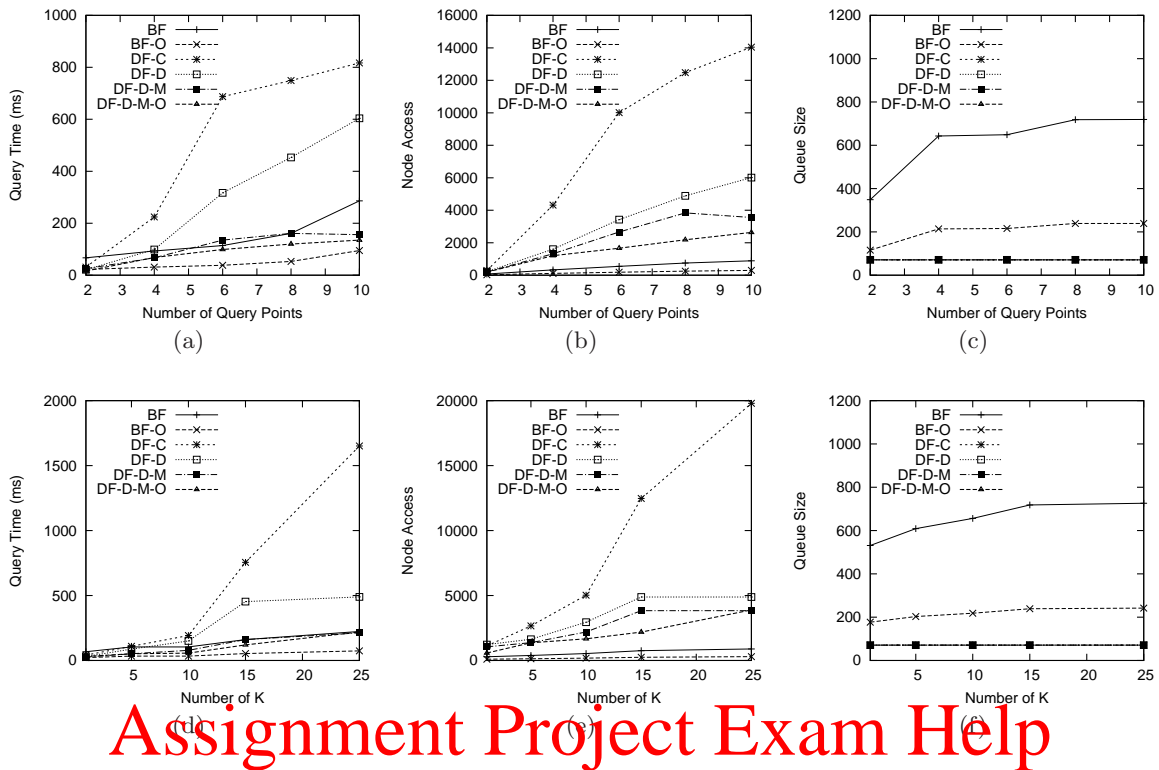 1000
800
600
400
200
0
Query Time (ms)
BF
BF-O
DF-C
DF-D
DF-D-M
DF-D-M-O
2 3 4 5 6 7 8 9 10
Number of Query Points
(a)
16000
14000
12000
10000
8000
6000
4000
2000
0
Node Access
BF
BF-O
DF-C
DF-D
DF-D-M
DF-D-M-O
2 3 4 5 6 7 8 9 10
Number of Query Points
(b)
1200
1000
800
600
400
200
0
Queue Size
BF
BF-O
DF-C
DF-D
DF-D-M
DF-D-M-O
2 3 4 5 6 7 8 9 10
Number of Query Points
(c)
2000
1500
1000
500
0
Query Time (ms)
BF
BF-O
DF-C
DF-D
DF-D-M
DF-D-M-O
5 10 15 20 25
Number of K
(d)
20000
15000
10000
5000
0
Node Access
BF
BF-O
DF-C
DF-D
DF-D-M
DF-D-M-O
5 10 15 20 25
Number of K
(e)
1200
1000
800
600
400
200
0
Queue Size
BF
BF-O
DF-C
DF-D
DF-D-M
DF-D-M-O
5 10 15 20 25
Number of K
(f)
Assignment Project Exam Help